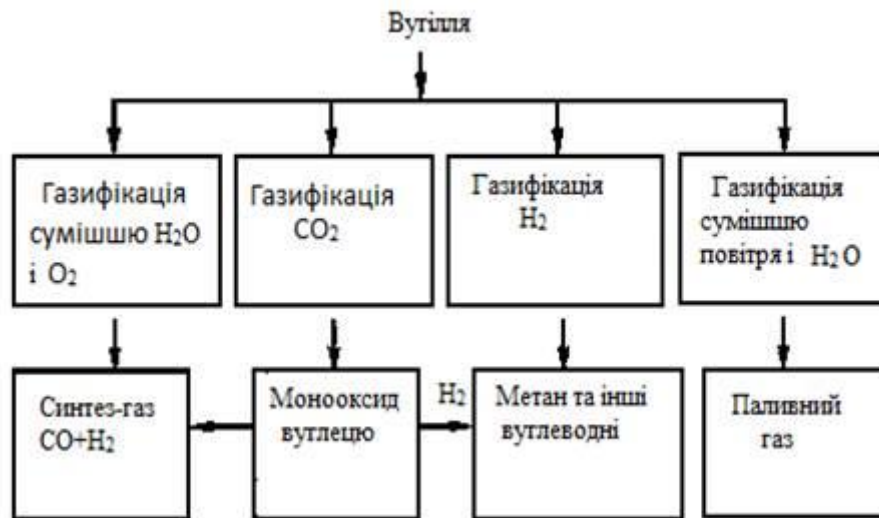 Вугілля
Газифікація
сумішшю H2O
і O2
Газифікація
CO2
Газифікація
H2
Газифікація
сумішшю
повітря і H2O
Синтез-газ
CO+H2
Монооксид
вуглецю
H2
Метан та інші
вуглеводні
Паливний
газ